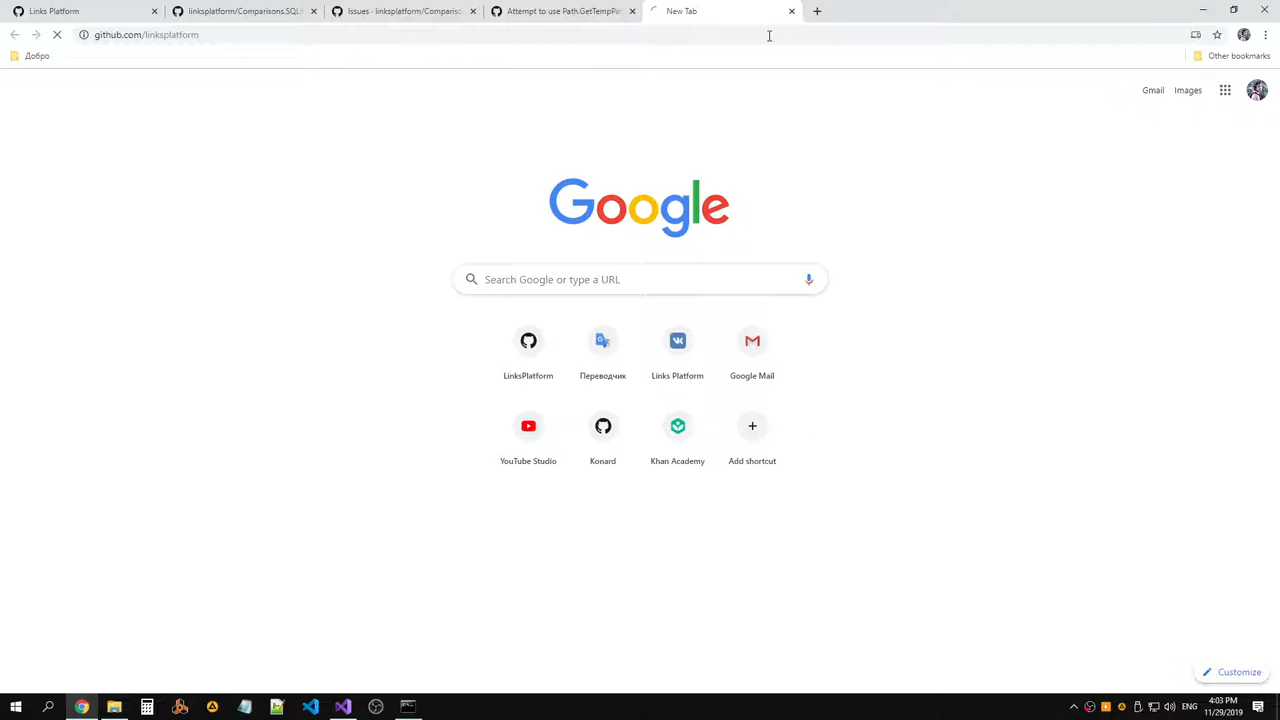 Links Platform
linksplatform/Comparisons.SQLi
Issues - linksplatform/Comparis
Attempt to use Path.GetTempPat
New Tab
github.com/linksplatform
Добро
Other bookmarks
Gmail
Images
Google
Search Google or type a URL
LinksPlatform
Переводчик
Links Platform
Google Mail
YouTube Studio
Konard
Khan Academy
Add shortcut
Customize
ENG
4:03 PM
11/29/2019